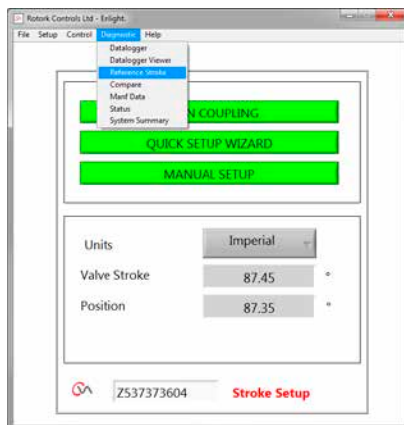 Rotork Controls Ltd - Enlight.
File Setup Control Diagnostic Help
Datalogger
Datalogger Viewer
Reference Stroke
Compare
Manf Data
Status
System Summary
N COUPLING
QUICK SETUP WIZARD
MANUAL SETUP
Units Imperial
Valve Stroke 87.45 °
Position 87.35 °
Z537373604 Stroke Setup